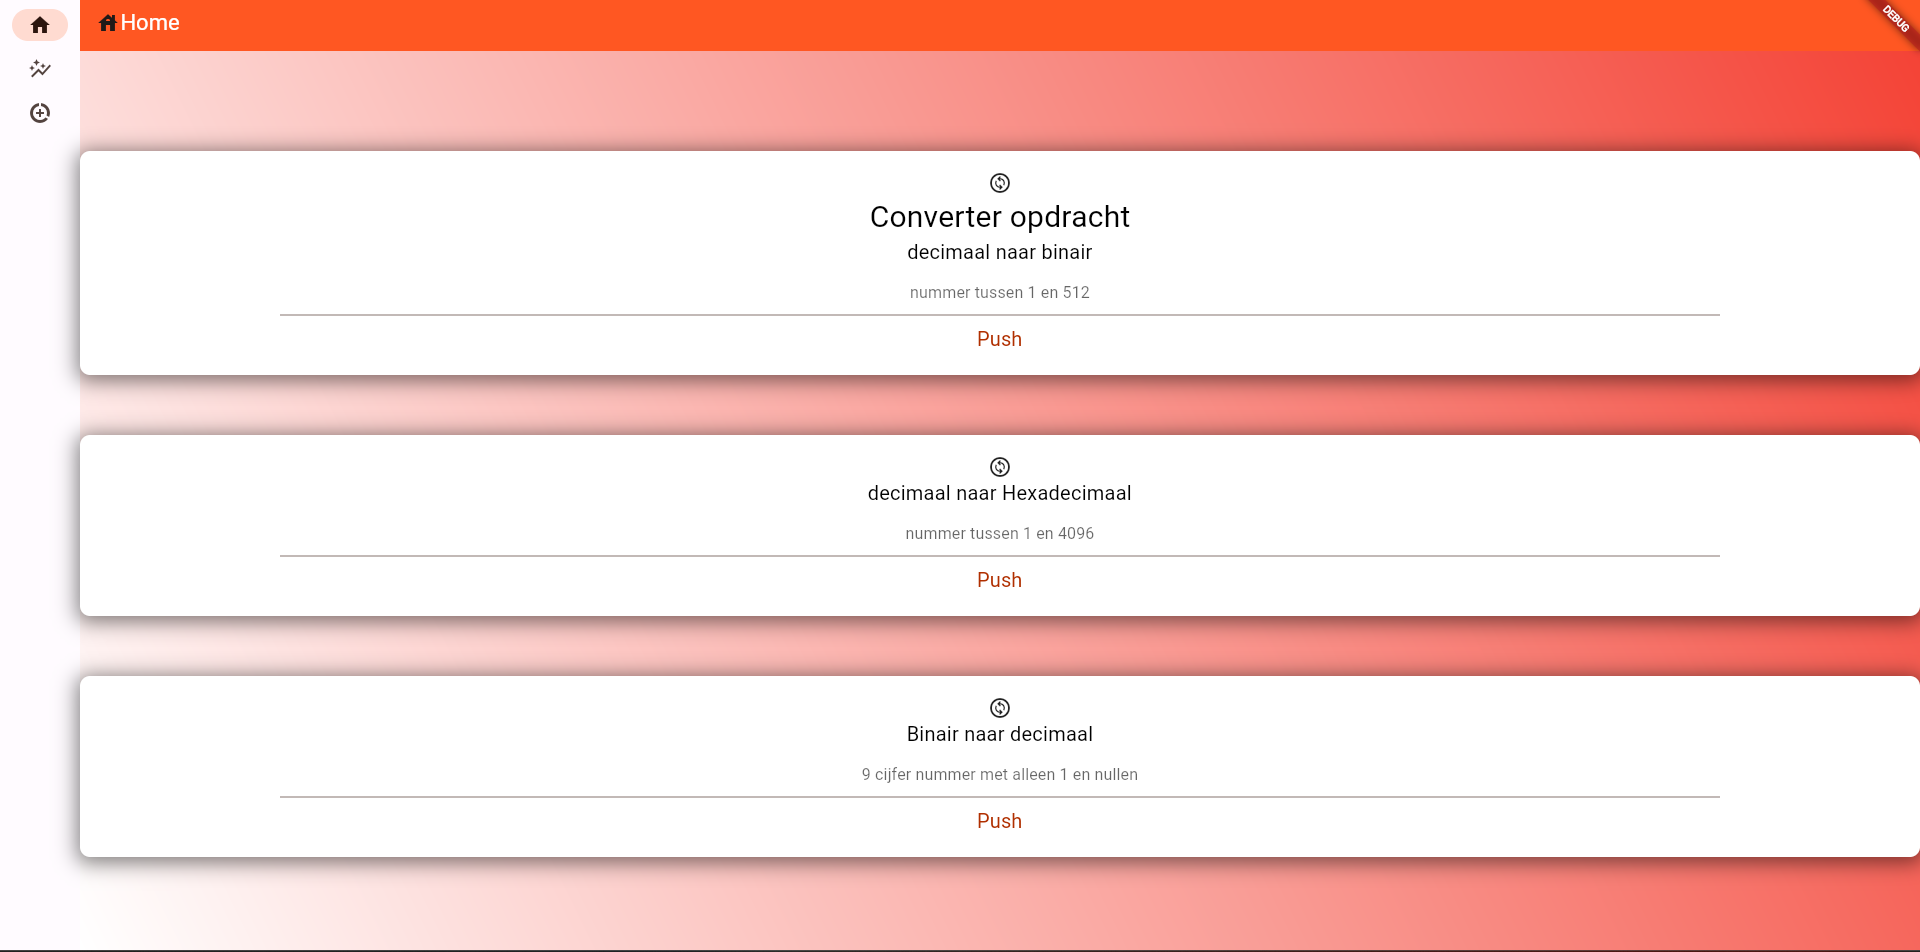 Home
DEBUG
Converter opdracht
decimaal naar binair
nummer tussen 1 en 512
Push
decimaal naar Hexadecimaal
nummer tussen 1 en 4096
Push
Binair naar decimaal
9 cijfer nummer met alleen 1 en nullen
Push